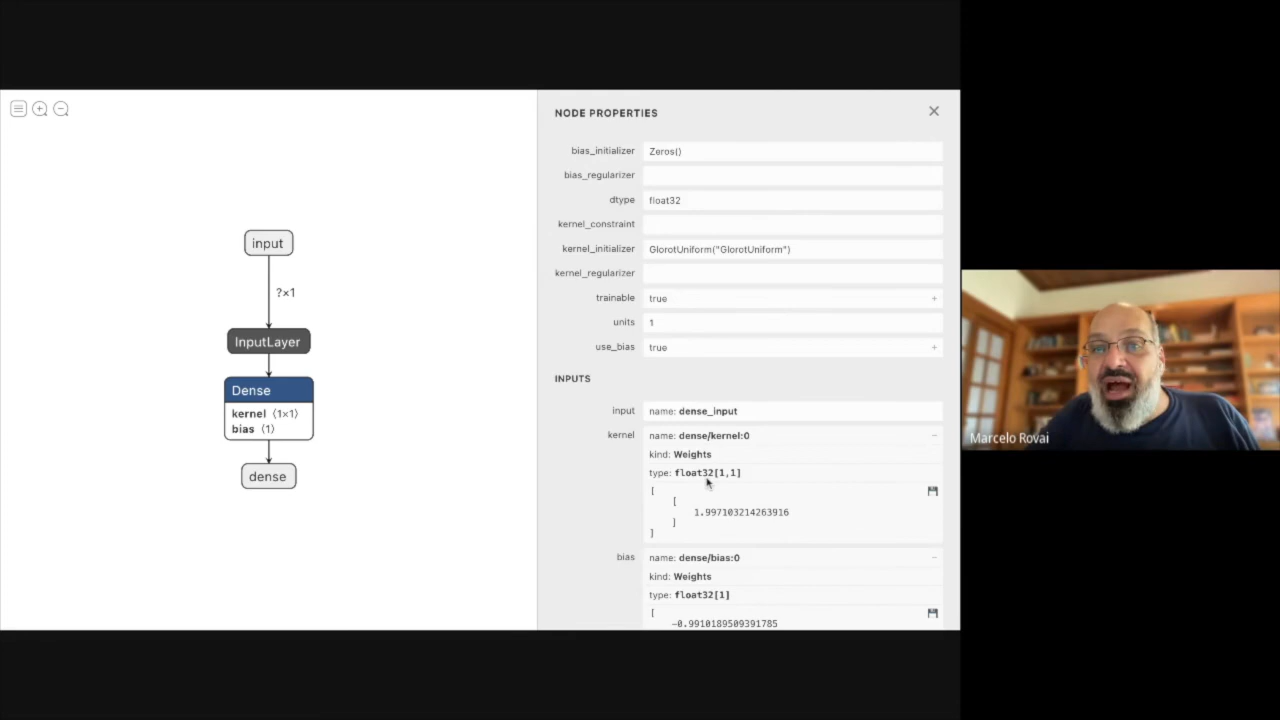 input
?×1
InputLayer
Dense
kernel ⟨1×1⟩
bias ⟨1⟩
dense
NODE PROPERTIES
bias_initializer Zeros()
bias_regularizer
dtype float32
kernel_constraint
kernel_initializer GlorotUniform("GlorotUniform")
kernel_regularizer
trainable true +
units 1
use_bias true +
INPUTS
input name: dense_input
kernel name: dense/kernel:0 −
kind: Weights
type: float32[1,1]
[
[
1.997103214263916
]
]
bias name: dense/bias:0 −
kind: Weights
type: float32[1]
[
-0.9910189509391785
Marcelo Rovai